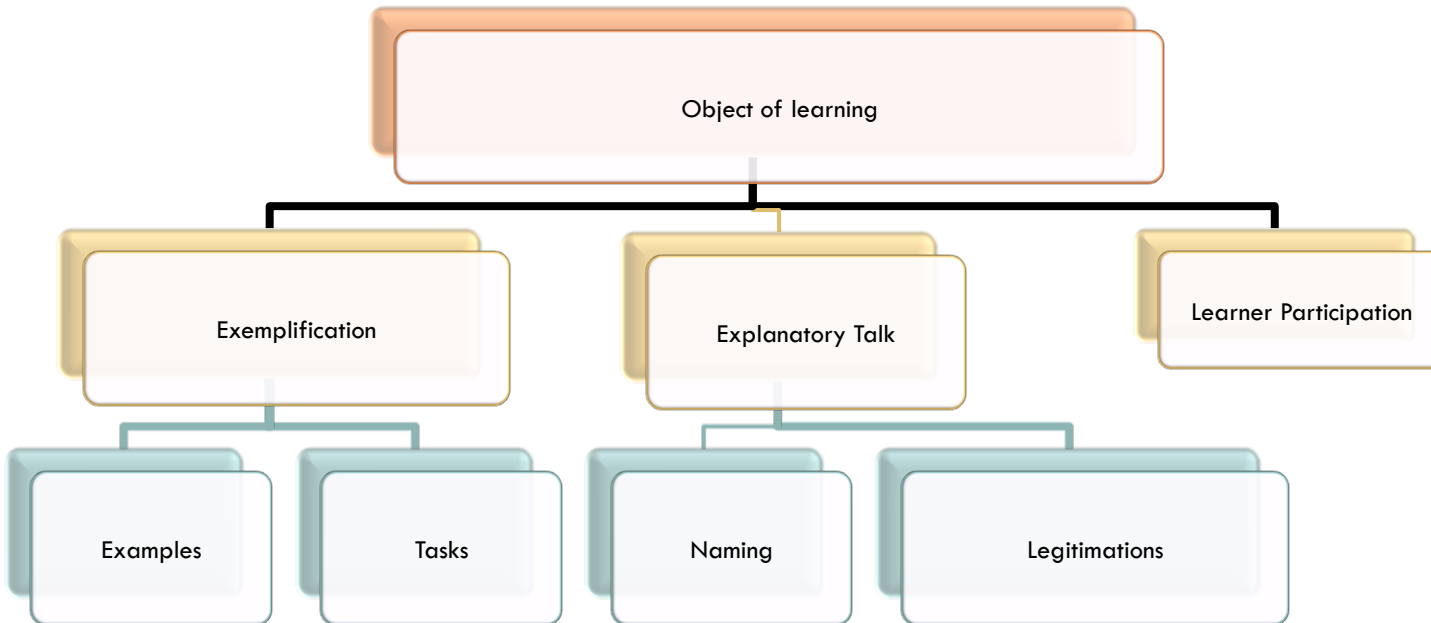 Object of learning
Exemplification
Explanatory Talk
Learner Participation
Examples
Tasks
Naming
Legitimations